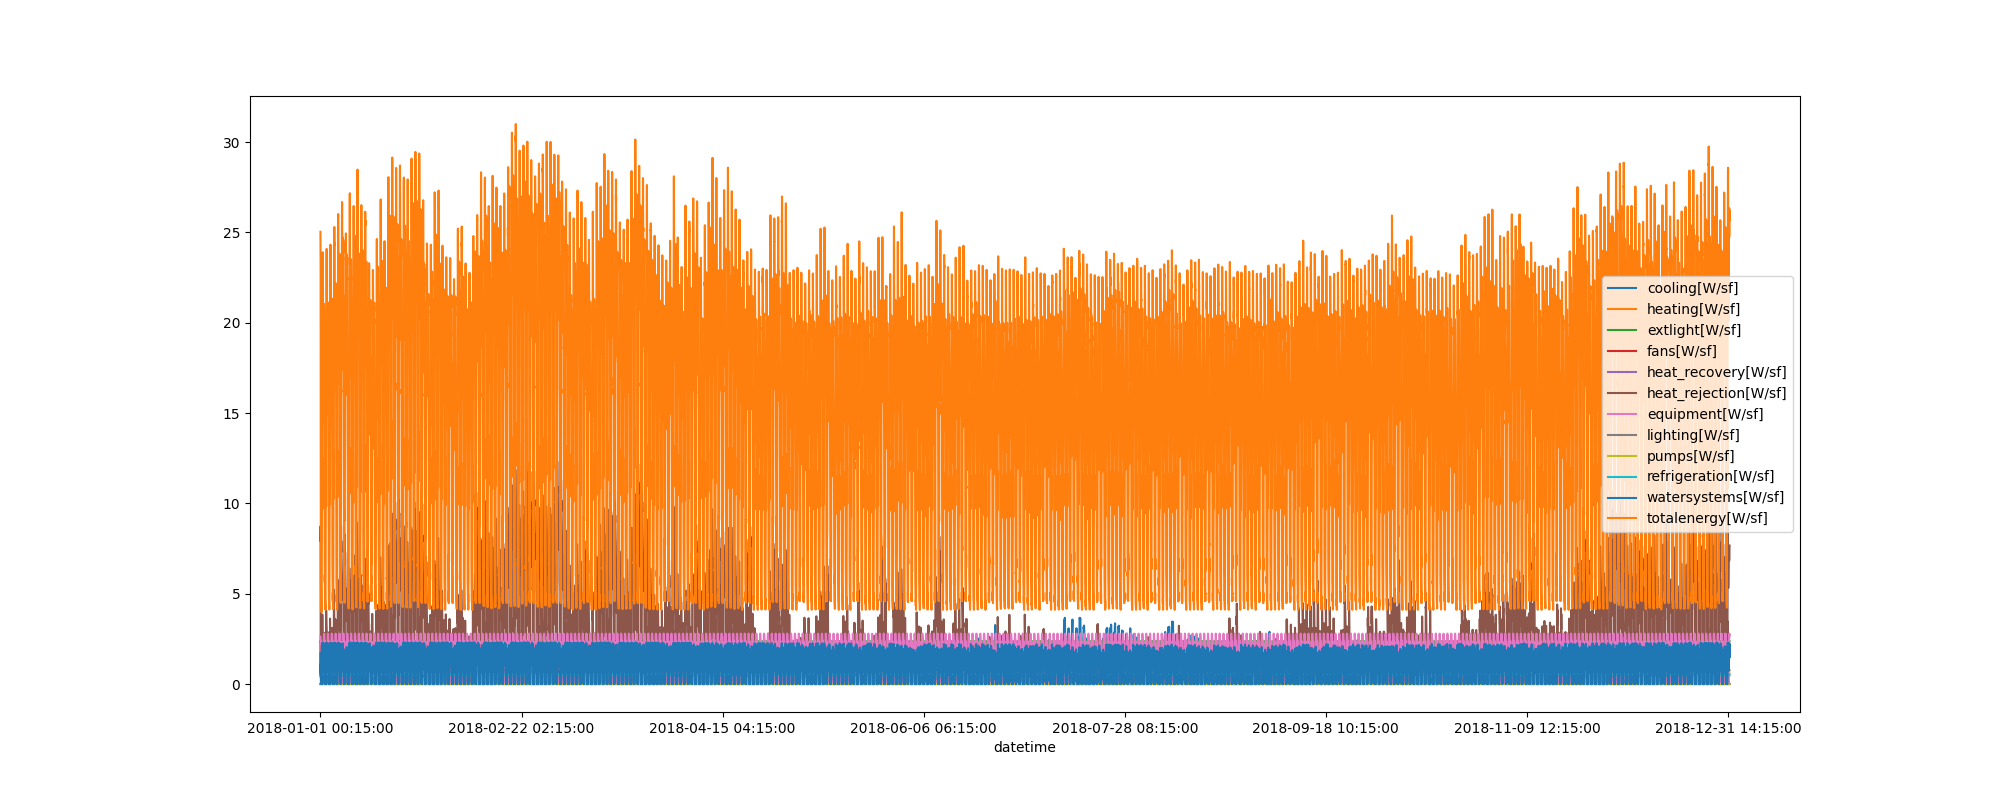 30
25
20
15
10
5
0
cooling[W/sf]
heating[W/sf]
extlight[W/sf]
fans[W/sf]
heat_recovery[W/sf]
heat_rejection[W/sf]
equipment[W/sf]
lighting[W/sf]
pumps[W/sf]
refrigeration[W/sf]
watersystems[W/sf]
totalenergy[W/sf]
2018-01-01 00:15:00 2018-02-22 02:15:00 2018-04-15 04:15:00 2018-06-06 06:15:00 2018-07-28 08:15:00 2018-09-18 10:15:00 2018-11-09 12:15:00 2018-12-31 14:15:00
datetime